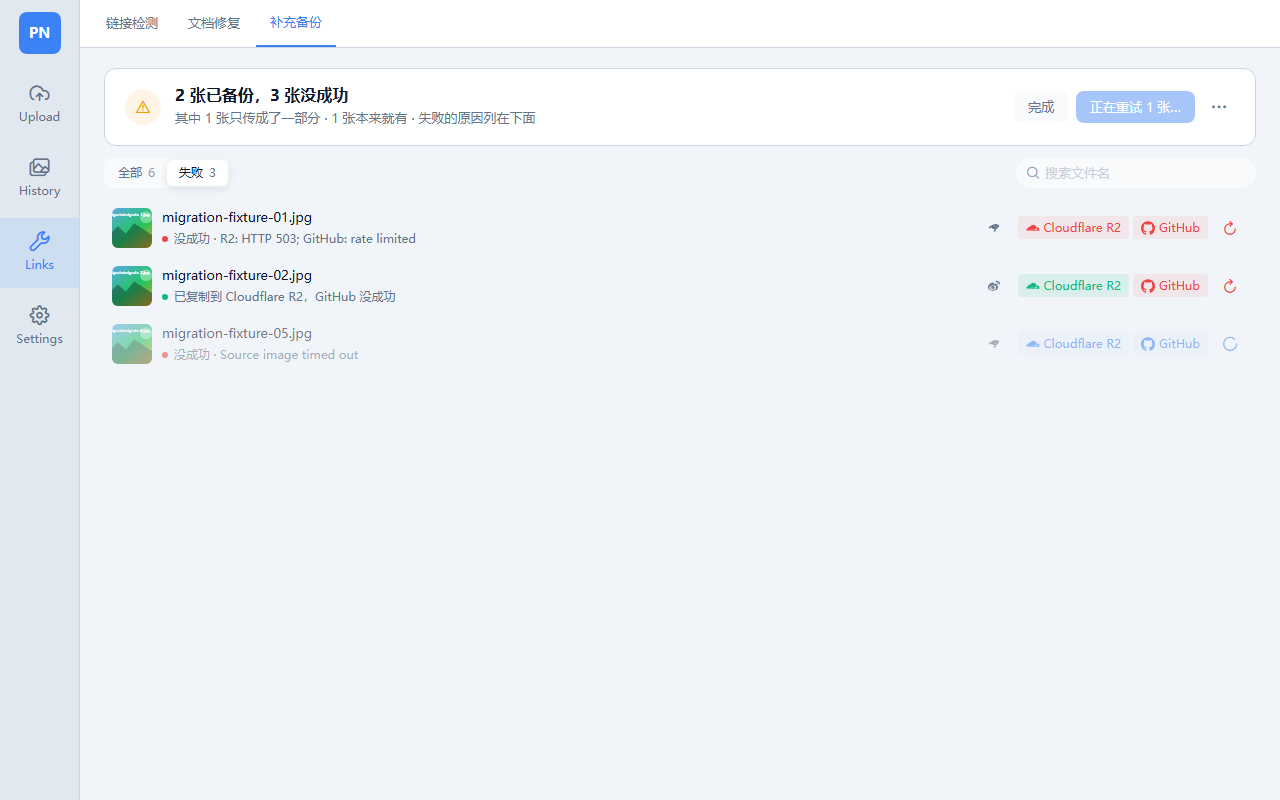 PN
Upload
History
Links
Settings
链接检测 文档修复 补充备份
2 张已备份，3 张没成功
其中 1 张只传成了一部分 · 1 张本来就有 · 失败的原因列在下面
完成 正在重试 1 张...
全部 6 失败 3
搜索文件名
migration-fixture-01.jpg
没成功 · R2: HTTP 503; GitHub: rate limited
Cloudflare R2 GitHub
migration-fixture-02.jpg
已复制到 Cloudflare R2，GitHub 没成功
Cloudflare R2 GitHub
migration-fixture-05.jpg
没成功 · Source image timed out
Cloudflare R2 GitHub